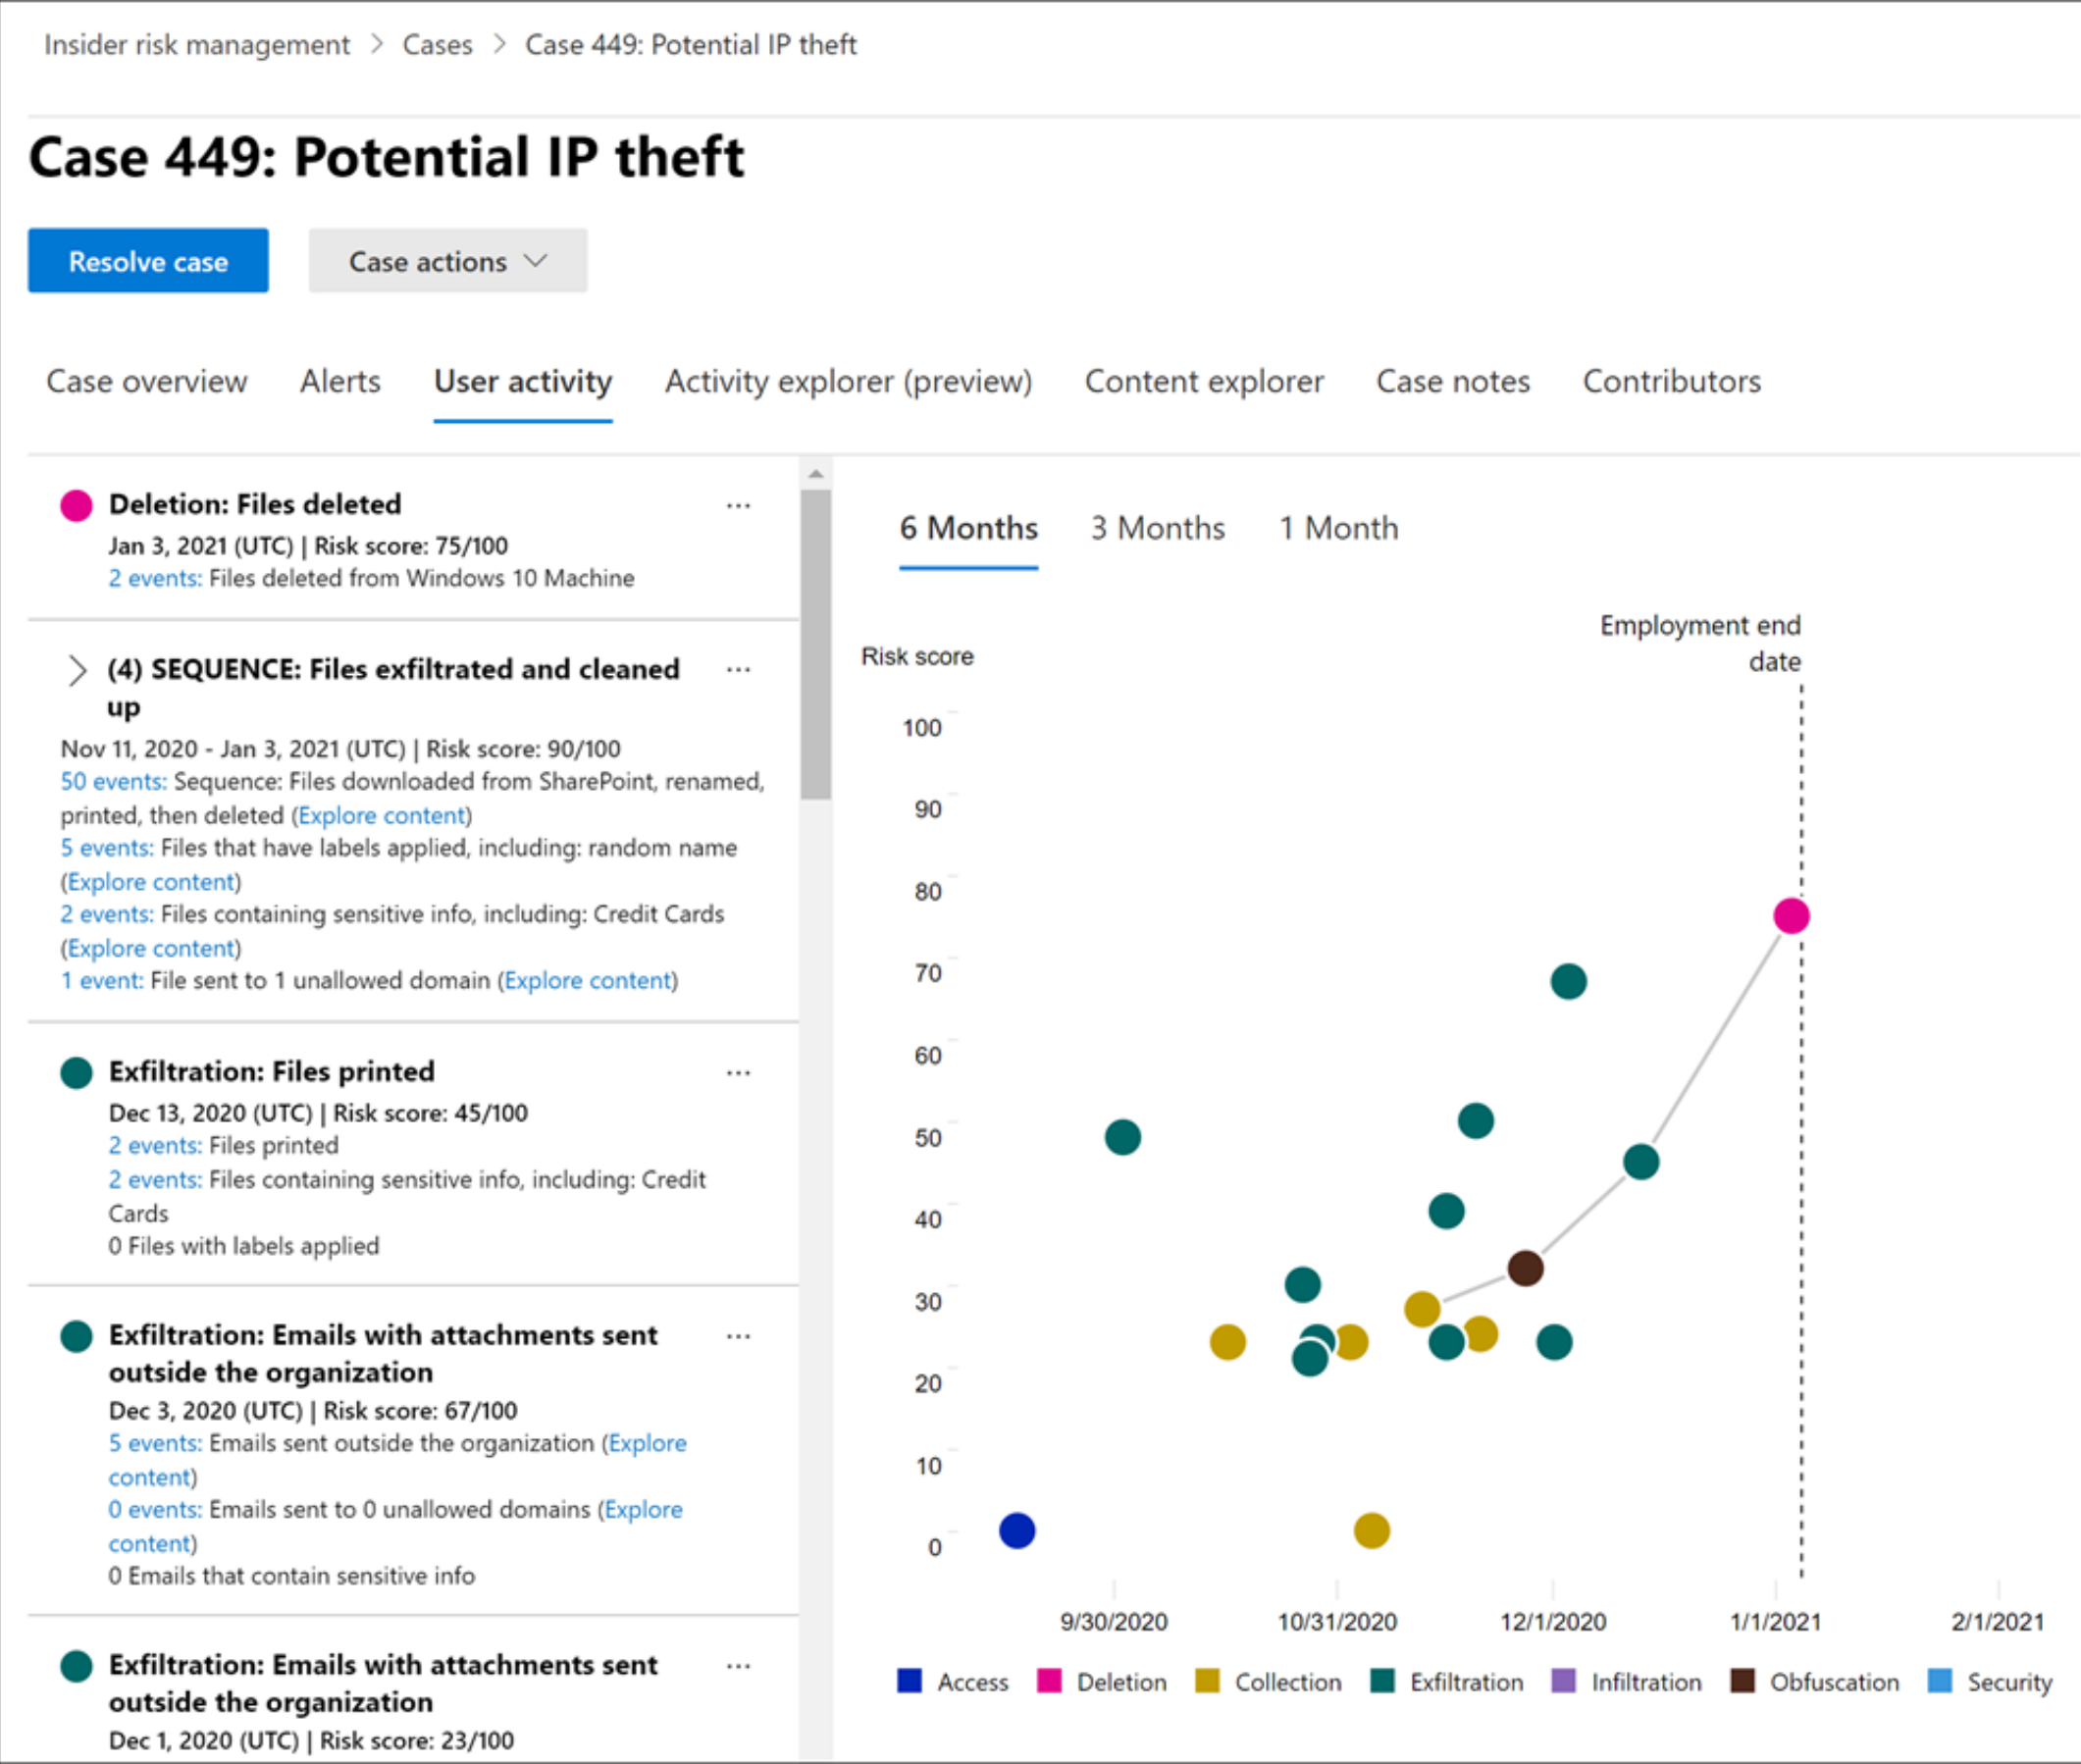 Insider risk management > Cases > Case 449: Potential IP theft
Case 449: Potential IP theft
Resolve case
Case actions
Case overview
Alerts
User activity
Activity explorer (preview)
Content explorer
Case notes
Contributors
Deletion: Files deleted
Jan 3, 2021 (UTC) | Risk score: 75/100
2 events: Files deleted from Windows 10 Machine
(4) SEQUENCE: Files exfiltrated and cleaned
up
Nov 11, 2020 - Jan 3, 2021 (UTC) | Risk score: 90/100
50 events: Sequence: Files downloaded from SharePoint, renamed,
printed, then deleted (Explore content)
5 events: Files that have labels applied, including: random name
(Explore content)
2 events: Files containing sensitive info, including: Credit Cards
(Explore content)
1 event: File sent to 1 unallowed domain (Explore content)
Exfiltration: Files printed
Dec 13, 2020 (UTC) | Risk score: 45/100
2 events: Files printed
2 events: Files containing sensitive info, including: Credit
Cards
0 Files with labels applied
Exfiltration: Emails with attachments sent
outside the organization
Dec 3, 2020 (UTC) | Risk score: 67/100
5 events: Emails sent outside the organization (Explore
content)
0 events: Emails sent to 0 unallowed domains (Explore
content)
0 Emails that contain sensitive info
Exfiltration: Emails with attachments sent
outside the organization
Dec 1, 2020 (UTC) | Risk score: 23/100
6 Months
3 Months
1 Month
Employment end
date
Risk score
100
90
80
70
60
50
40
30
20
10
0
9/30/2020
10/31/2020
12/1/2020
1/1/2021
2/1/2021
Access
Deletion
Collection
Exfiltration
Infiltration
Obfuscation
Security